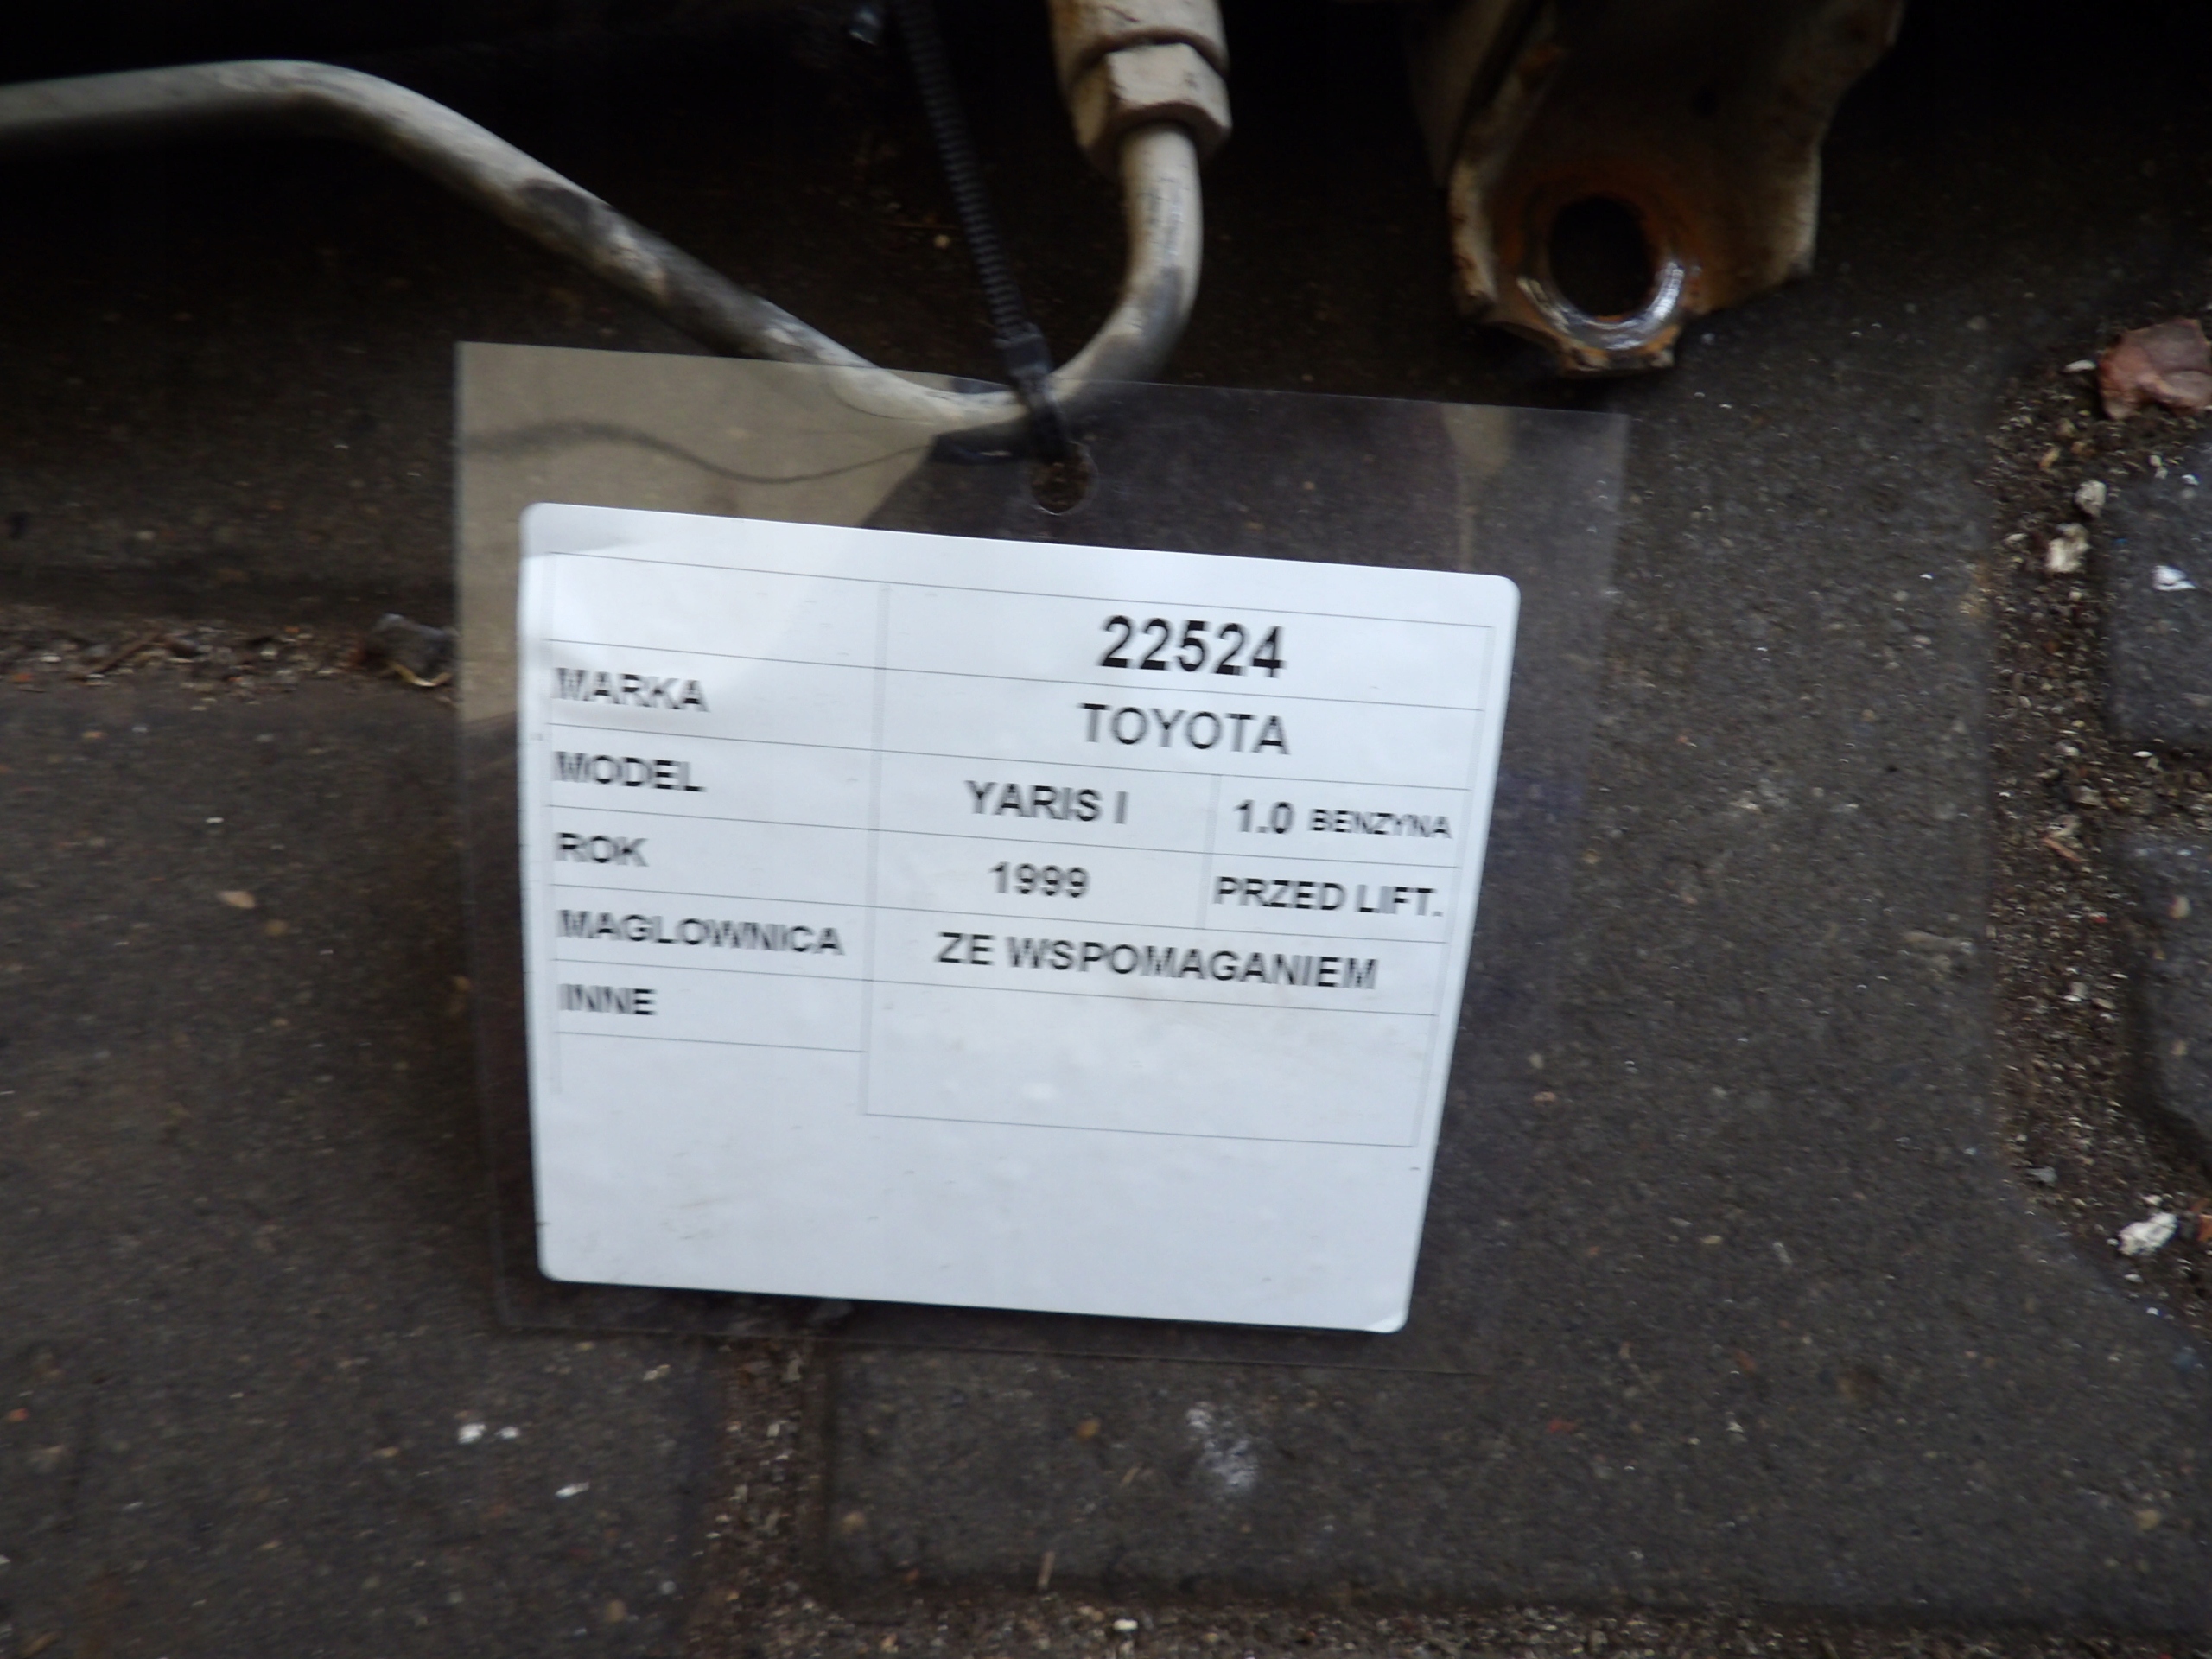 22524
MARKA TOYOTA
MODEL YARIS I 1.0 BENZYNA
ROK 1999 PRZED LIFT.
MAGLOWNICA ZE WSPOMAGANIEM
INNE